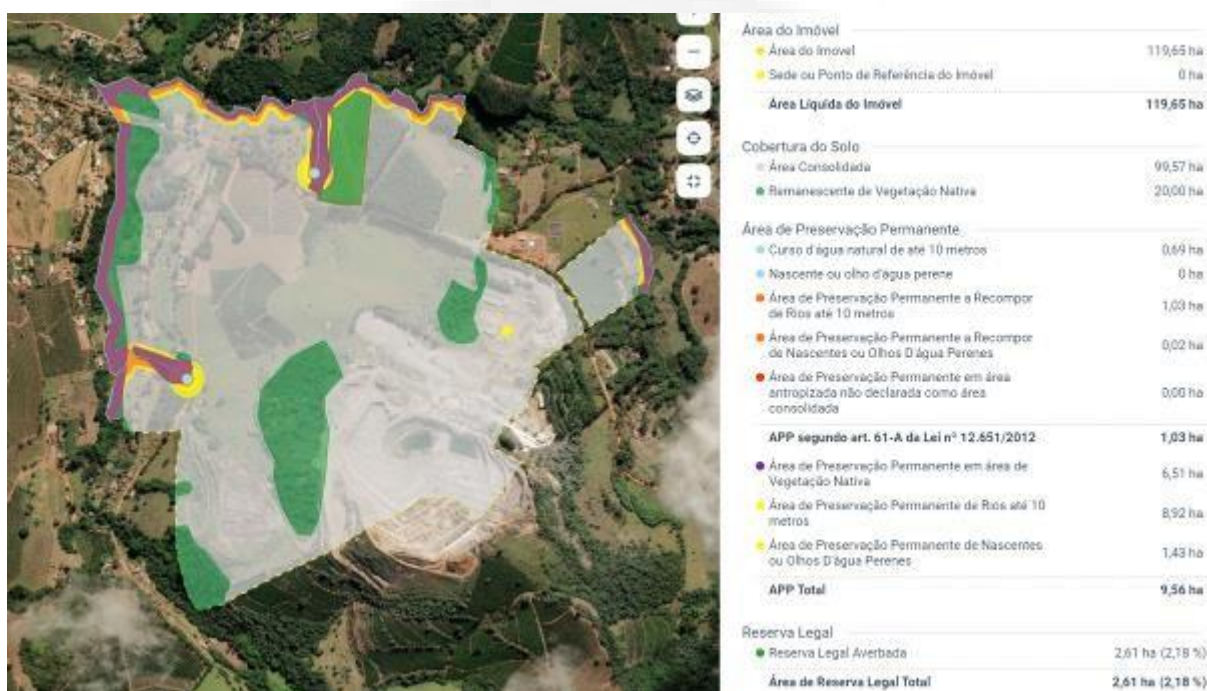 Área do Imóvel
Área do Imovel 119,65 ha
Sede ou Ponto de Referência do Imóvel 0 ha
Área Líquida do Imóvel 119,65 ha
Cobertura do Solo
Área Consolidada 99,57 ha
Remanescente de Vegetação Nativa 20,00 ha
Área de Preservação Permanente
Curso d'água natural de até 10 metros 0,69 ha
Nascente ou olho d'água perene 0 ha
Área de Preservação Permanente a Recompor
de Rios até 10 metros 1,03 ha
Área de Preservação Permanente a Recompor
de Nascentes ou Olhos D'água Perenes 0,02 ha
Área de Preservação Permanente em área
antropizada não declarada como área
consolidada 0,00 ha
APP segundo art. 61-A da Lei nº 12.651/2012 1,03 ha
Área de Preservação Permanente em área de
Vegetação Nativa 6,51 ha
Área de Preservação Permanente de Rios até 10
metros 8,92 ha
Área de Preservação Permanente de Nascentes
ou Olhos D'água Perenes 1,43 ha
APP Total 9,56 ha
Reserva Legal
Reserva Legal Averbada 2,61 ha (2,18 %)
Área de Reserva Legal Total 2,61 ha (2,18 %)